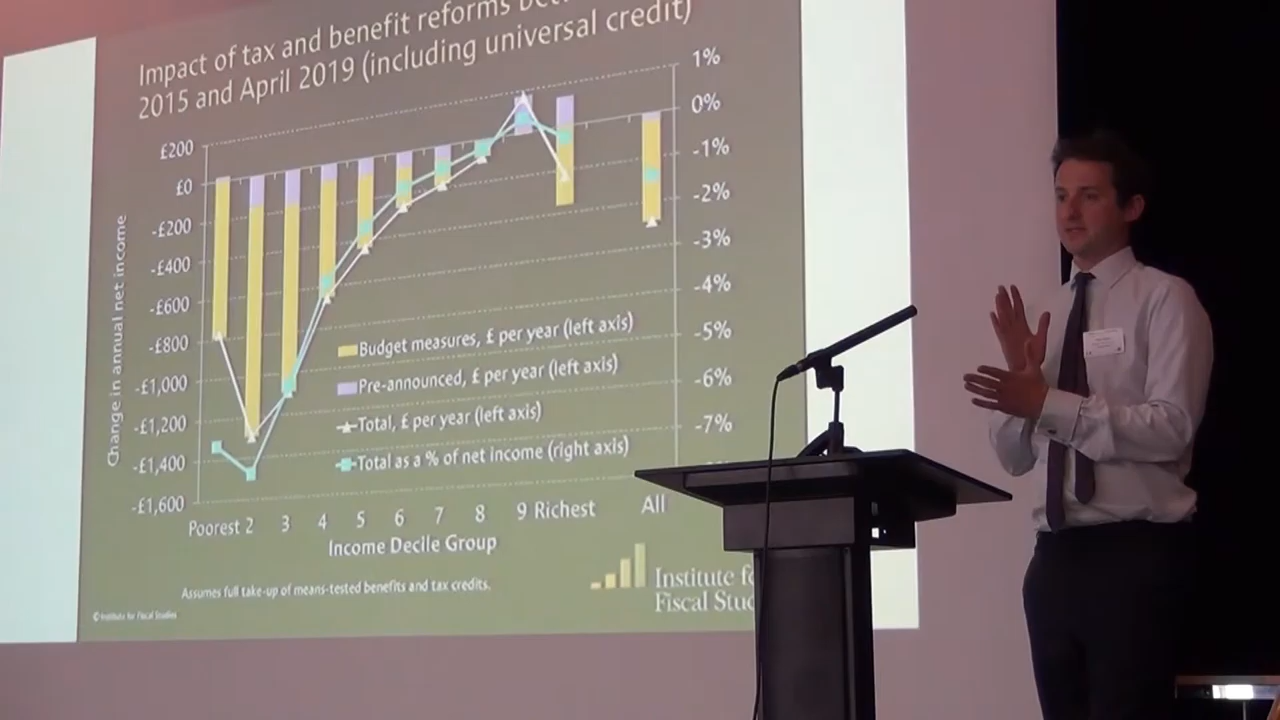 Impact of tax and benefit reforms
2015 and April 2019 (including universal credit)
1%
£200
0%
£0
-1%
-£200
-2%
-£400
-3%
-£600
-4%
-£800
-5%
-£1,000
-6%
-£1,200
-7%
-£1,400
-£1,600
Change in annual net income
Budget measures, £ per year (left axis)
Pre-announced, £ per year (left axis)
Total, £ per year (left axis)
Total as a % of net income (right axis)
Poorest 2 3 4 5 6 7 8 9 Richest All
Income Decile Group
Assumes full take-up of means-tested benefits and tax credits.
© Institute for Fiscal Studies
Institute
Fiscal